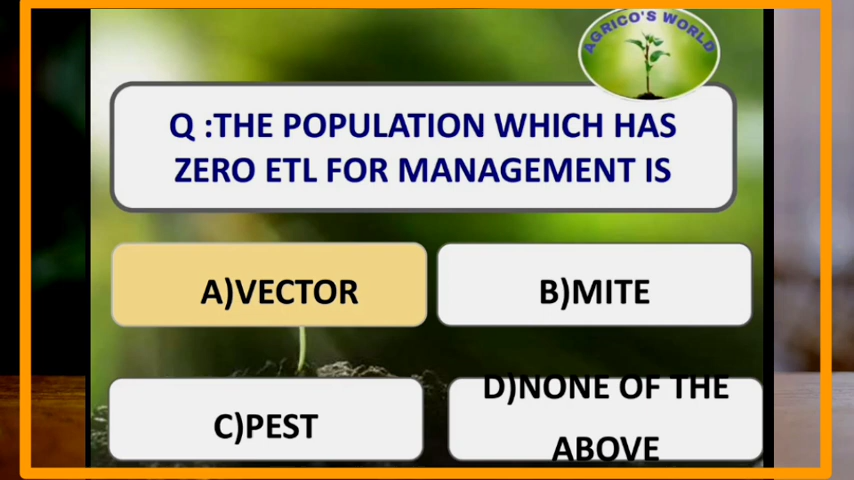 AGRICO'S WORLD
Q :THE POPULATION WHICH HAS
ZERO ETL FOR MANAGEMENT IS
A)VECTOR
B)MITE
C)PEST
D)NONE OF THE
ABOVE